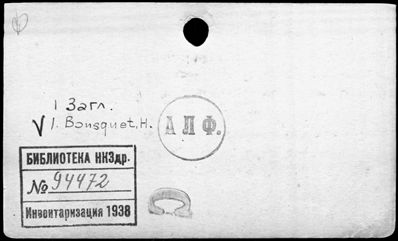 1 Загл.
√ 1. Bousquet, H.
АЛФ.
БИБЛИОТЕКА НКЗдр.
№ 94472
Инвентаризация 1938